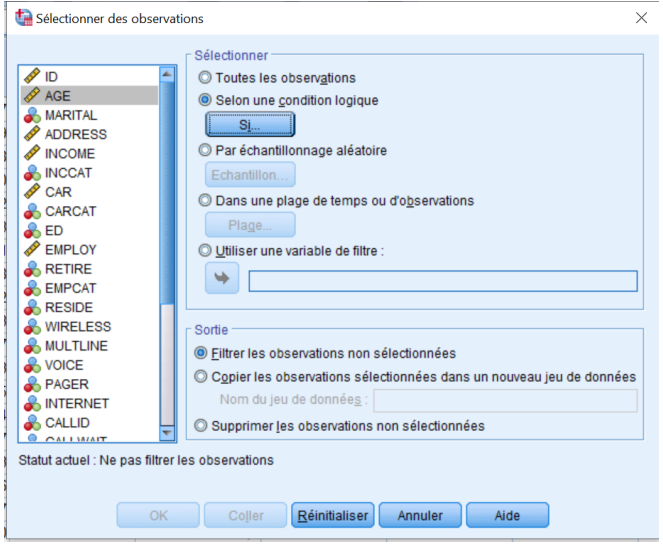 Sélectionner des observations
ID
AGE
MARITAL
ADDRESS
INCOME
INCCAT
CAR
CARCAT
ED
EMPLOY
RETIRE
EMPCAT
RESIDE
WIRELESS
MULTLINE
VOICE
PAGER
INTERNET
CALLID
CALLWAIT
Sélectionner
Toutes les observations
Selon une condition logique
Si...
Par échantillonnage aléatoire
Echantillon...
Dans une plage de temps ou d'observations
Plage...
Utiliser une variable de filtre :
Sortie
Filtrer les observations non sélectionnées
Copier les observations sélectionnées dans un nouveau jeu de données
Nom du jeu de données :
Supprimer les observations non sélectionnées
Statut actuel : Ne pas filtrer les observations
OK
Coller
Réinitialiser
Annuler
Aide